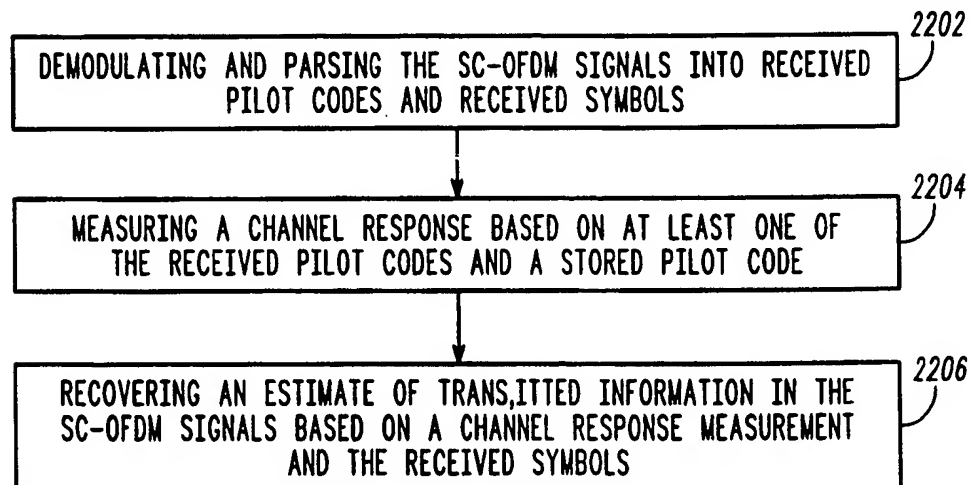 2202
DEMODULATING AND PARSING THE SC-OFDM SIGNALS INTO RECEIVED
PILOT CODES AND RECEIVED SYMBOLS
2204
MEASURING A CHANNEL RESPONSE BASED ON AT LEAST ONE OF
THE RECEIVED PILOT CODES AND A STORED PILOT CODE
2206
RECOVERING AN ESTIMATE OF TRANS,ITTED INFORMATION IN THE
SC-OFDM SIGNALS BASED ON A CHANNEL RESPONSE MEASUREMENT
AND THE RECEIVED SYMBOLS